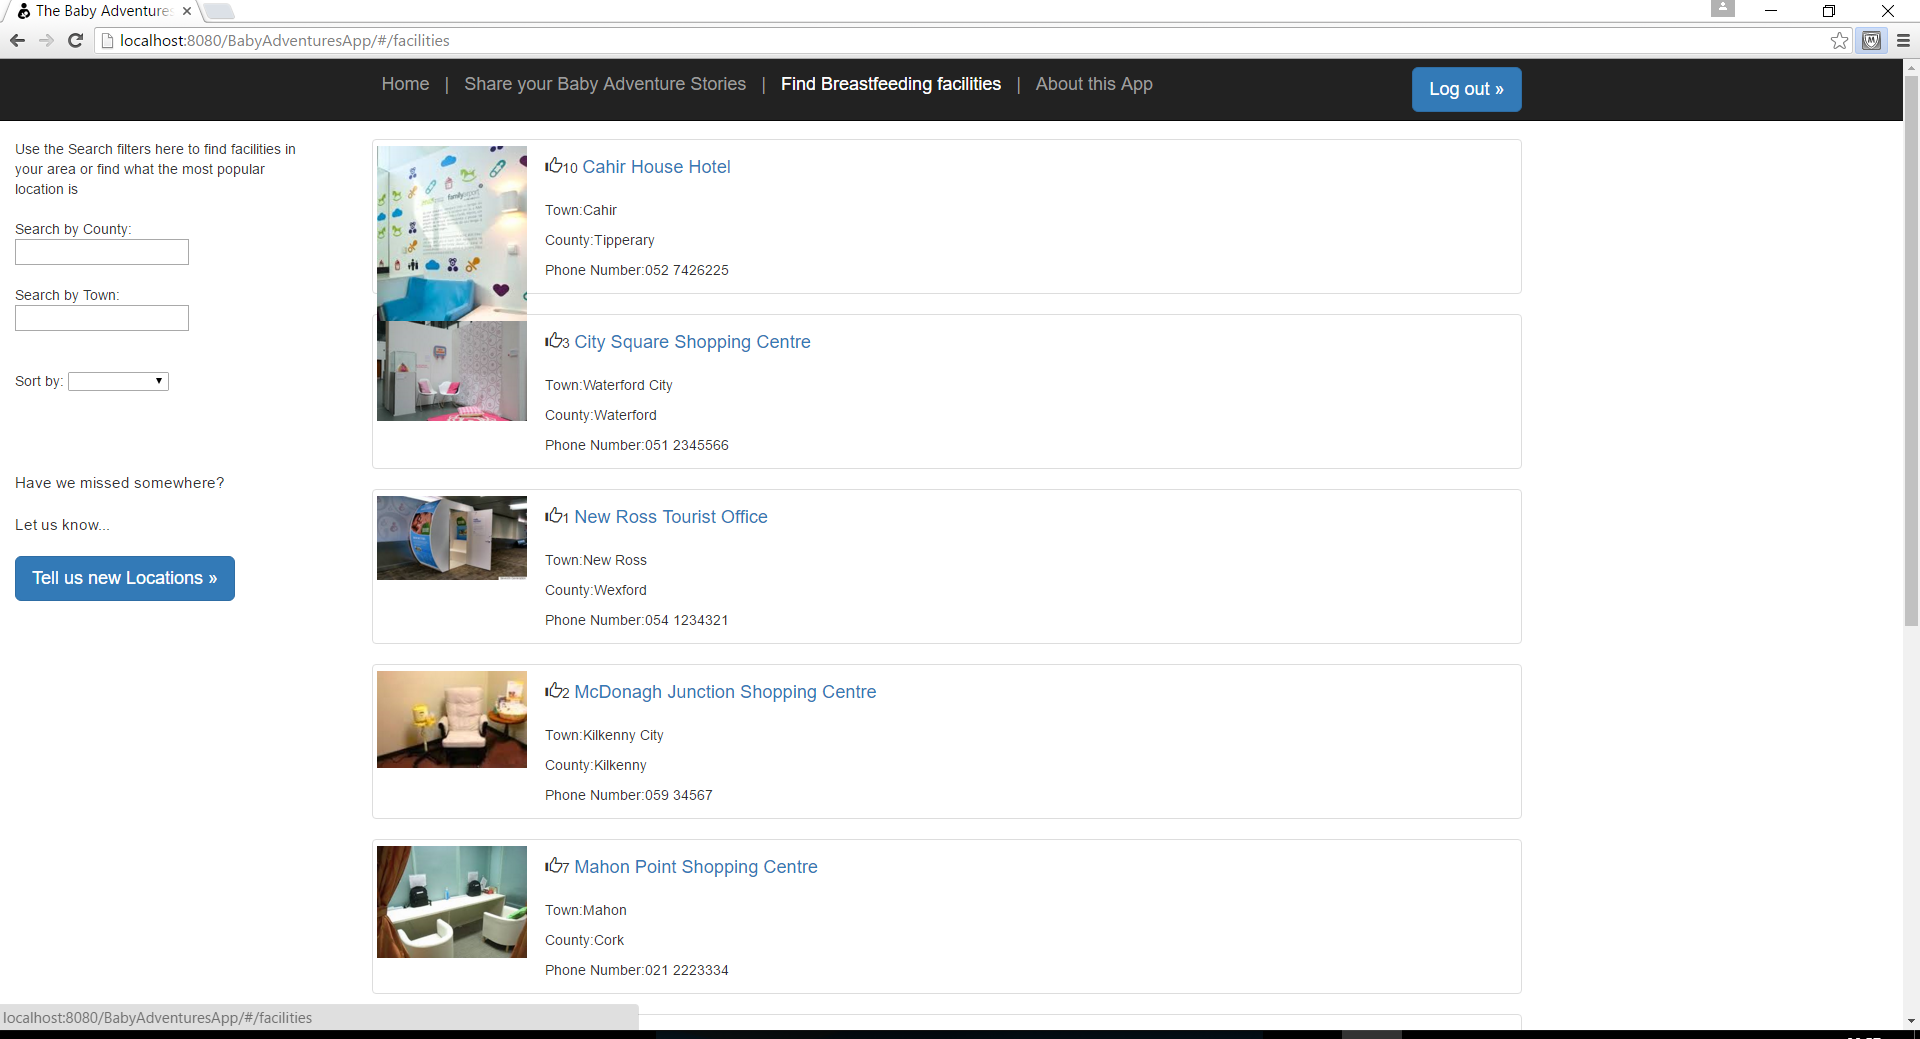 The Baby Adventures
localhost:8080/BabyAdventuresApp/#/facilities
Home | Share your Baby Adventure Stories | Find Breastfeeding facilities | About this App
Log out »
Use the Search filters here to find facilities in
your area or find what the most popular
location is
Search by County:
Search by Town:
Sort by:
Have we missed somewhere?
Let us know...
Tell us new Locations »
10 Cahir House Hotel
Town:Cahir
County:Tipperary
Phone Number:052 7426225
3 City Square Shopping Centre
Town:Waterford City
County:Waterford
Phone Number:051 2345566
1 New Ross Tourist Office
Town:New Ross
County:Wexford
Phone Number:054 1234321
2 McDonagh Junction Shopping Centre
Town:Kilkenny City
County:Kilkenny
Phone Number:059 34567
7 Mahon Point Shopping Centre
Town:Mahon
County:Cork
Phone Number:021 2223334
localhost:8080/BabyAdventuresApp/#/facilities